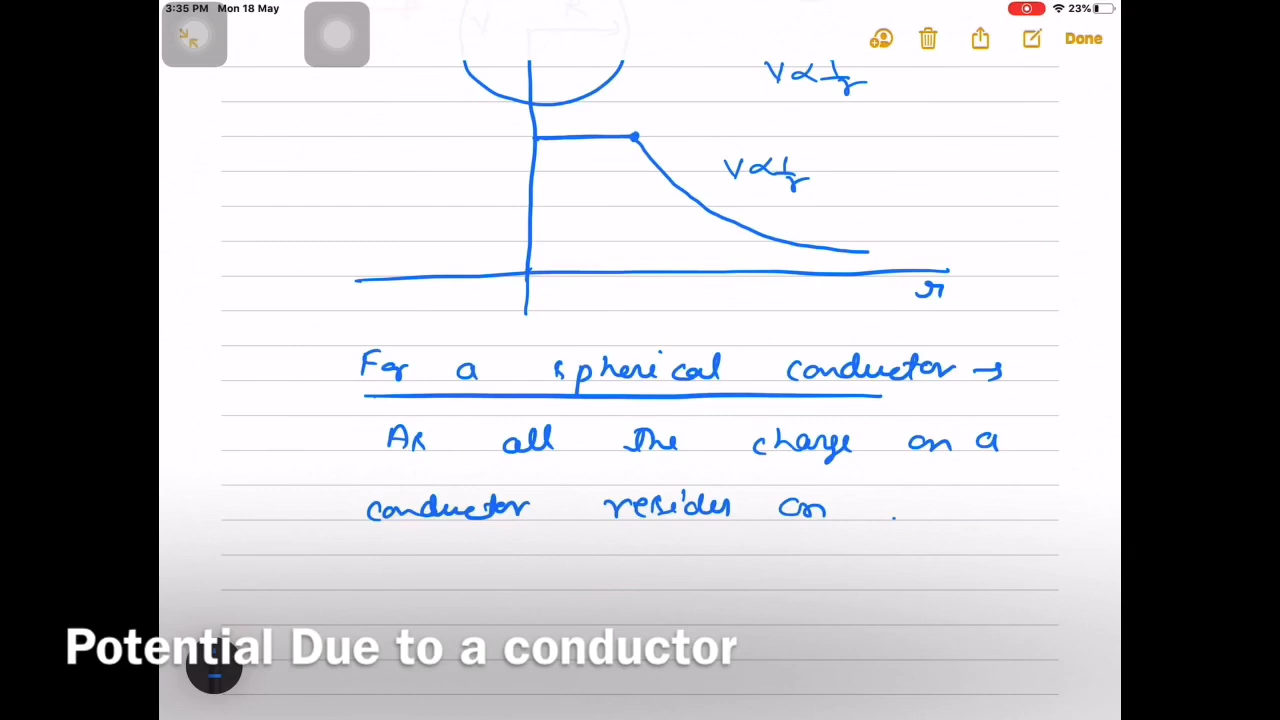 3:35 PM Mon 18 May
23%
Done
V R
V ∝ 1/r
V ∝ 1/r
r
For a spherical conductor →
As all the charge on a
conductor resides on
Potential Due to a conductor